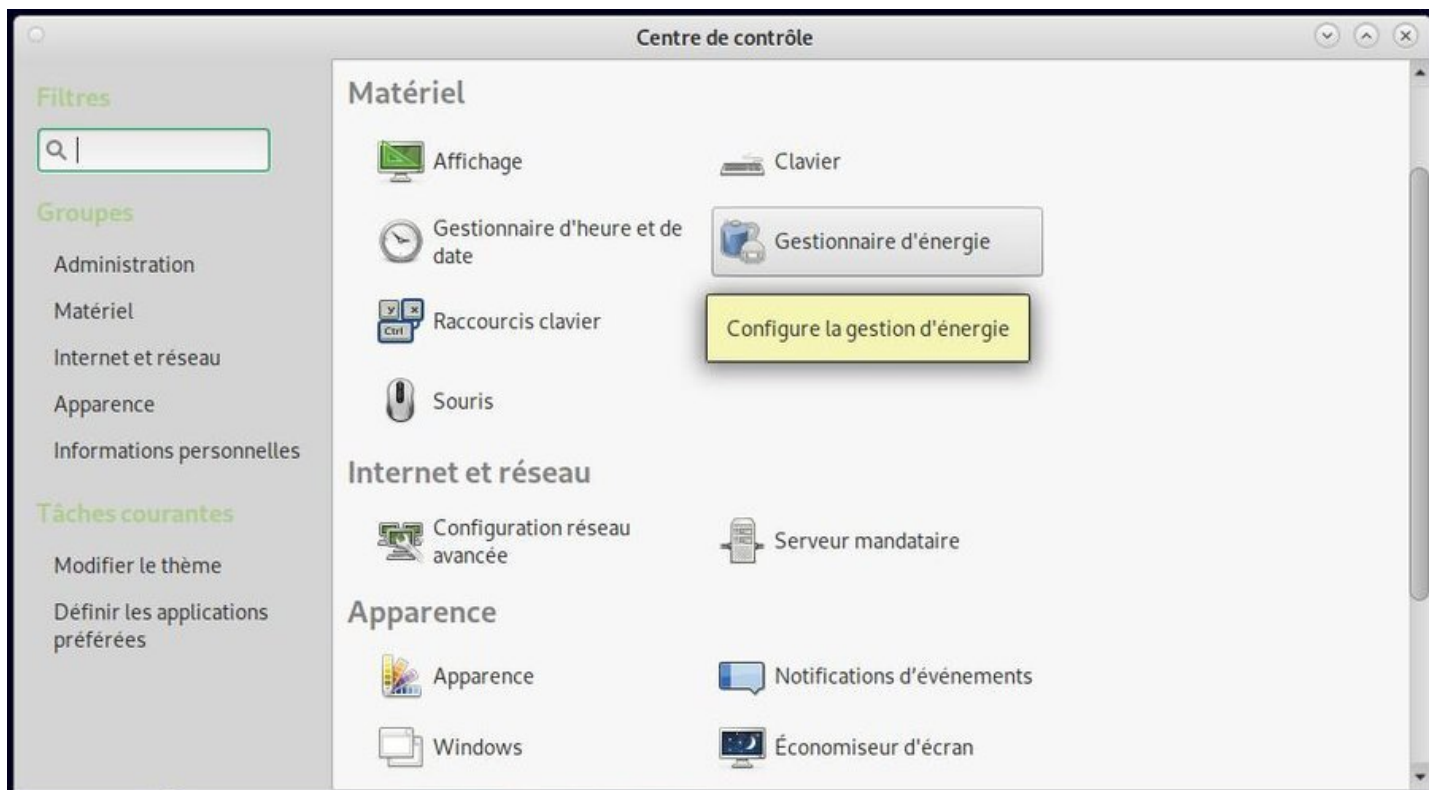 Centre de contrôle
Filtres
Groupes
Administration
Matériel
Internet et réseau
Apparence
Informations personnelles
Tâches courantes
Modifier le thème
Définir les applications
préférées
Matériel
Affichage
Clavier
Gestionnaire d'heure et de
date
Gestionnaire d'énergie
Raccourcis clavier
Configure la gestion d'énergie
Souris
Internet et réseau
Configuration réseau
avancée
Serveur mandataire
Apparence
Apparence
Notifications d’événements
Windows
Économiseur d'écran